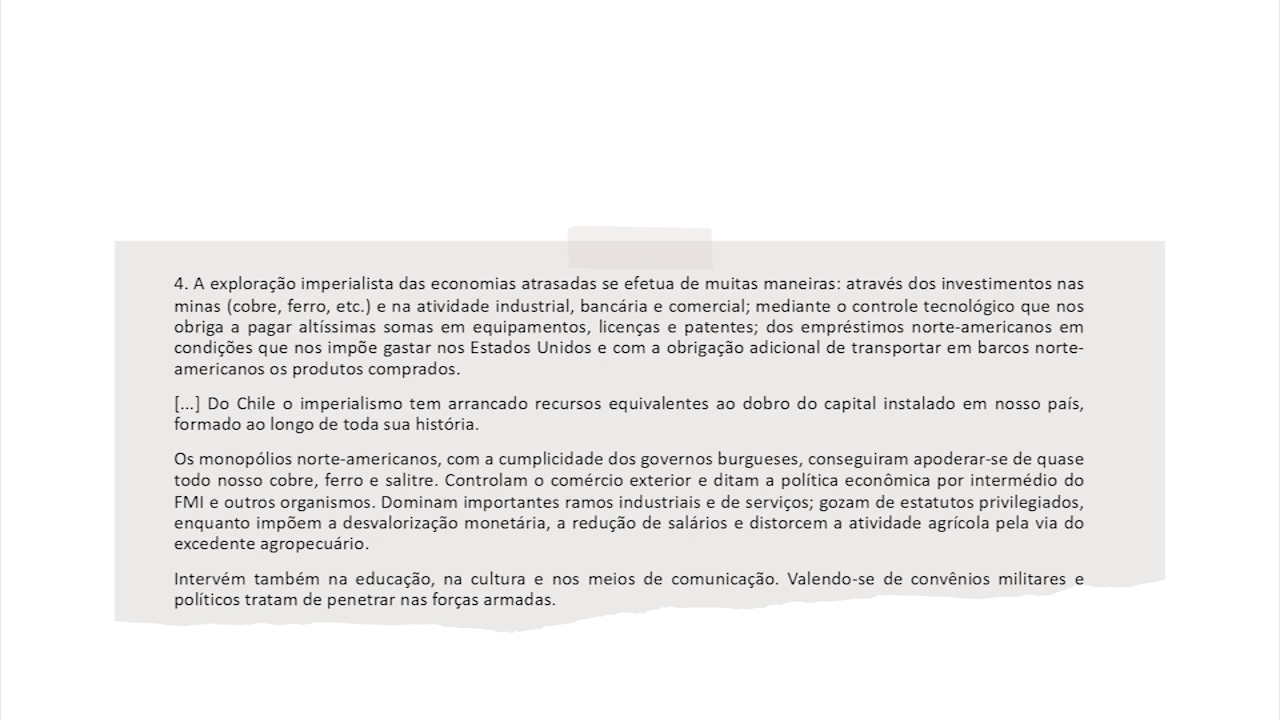 4. A exploração imperialista das economias atrasadas se efetua de muitas maneiras: através dos investimentos nas
minas (cobre, ferro, etc.) e na atividade industrial, bancária e comercial; mediante o controle tecnológico que nos
obriga a pagar altíssimas somas em equipamentos, licenças e patentes; dos empréstimos norte-americanos em
condições que nos impõe gastar nos Estados Unidos e com a obrigação adicional de transportar em barcos norte-
americanos os produtos comprados.
[...] Do Chile o imperialismo tem arrancado recursos equivalentes ao dobro do capital instalado em nosso país,
formado ao longo de toda sua história.
Os monopólios norte-americanos, com a cumplicidade dos governos burgueses, conseguiram apoderar-se de quase
todo nosso cobre, ferro e salitre. Controlam o comércio exterior e ditam a política econômica por intermédio do
FMI e outros organismos. Dominam importantes ramos industriais e de serviços; gozam de estatutos privilegiados,
enquanto impõem a desvalorização monetária, a redução de salários e distorcem a atividade agrícola pela via do
excedente agropecuário.
Intervém também na educação, na cultura e nos meios de comunicação. Valendo-se de convênios militares e
políticos tratam de penetrar nas forças armadas.